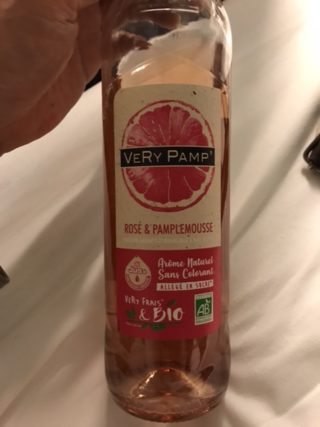 VERY PAMP'
ROSÉ & PAMPLEMOUSSE
Arôme Naturel
Sans Colorant
ALLÉGÉ EN SUCRE*
VERY FRAIS
& BIO
AB